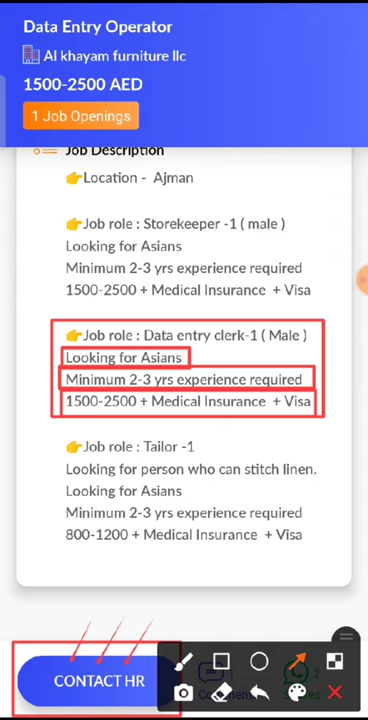 Data Entry Operator
Al khayam furniture llc
1500-2500 AED
1 Job Openings
Job Description
👉Location - Ajman
👉Job role : Storekeeper -1 ( male )
Looking for Asians
Minimum 2-3 yrs experience required
1500-2500 + Medical Insurance + Visa
👉Job role : Data entry clerk-1 ( Male )
Looking for Asians
Minimum 2-3 yrs experience required
1500-2500 + Medical Insurance + Visa
👉Job role : Tailor -1
Looking for person who can stitch linen.
Looking for Asians
Minimum 2-3 yrs experience required
800-1200 + Medical Insurance + Visa
CONTACT HR